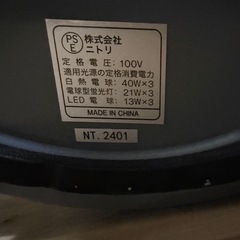 PS
E
株式会社
ニトリ
定格電圧:100V
適用光源の定格消費電力
白熱電球:40W×3
電球型蛍光灯:21W×3
LED電球:13W×3
MADE IN CHINA
NT. 2401